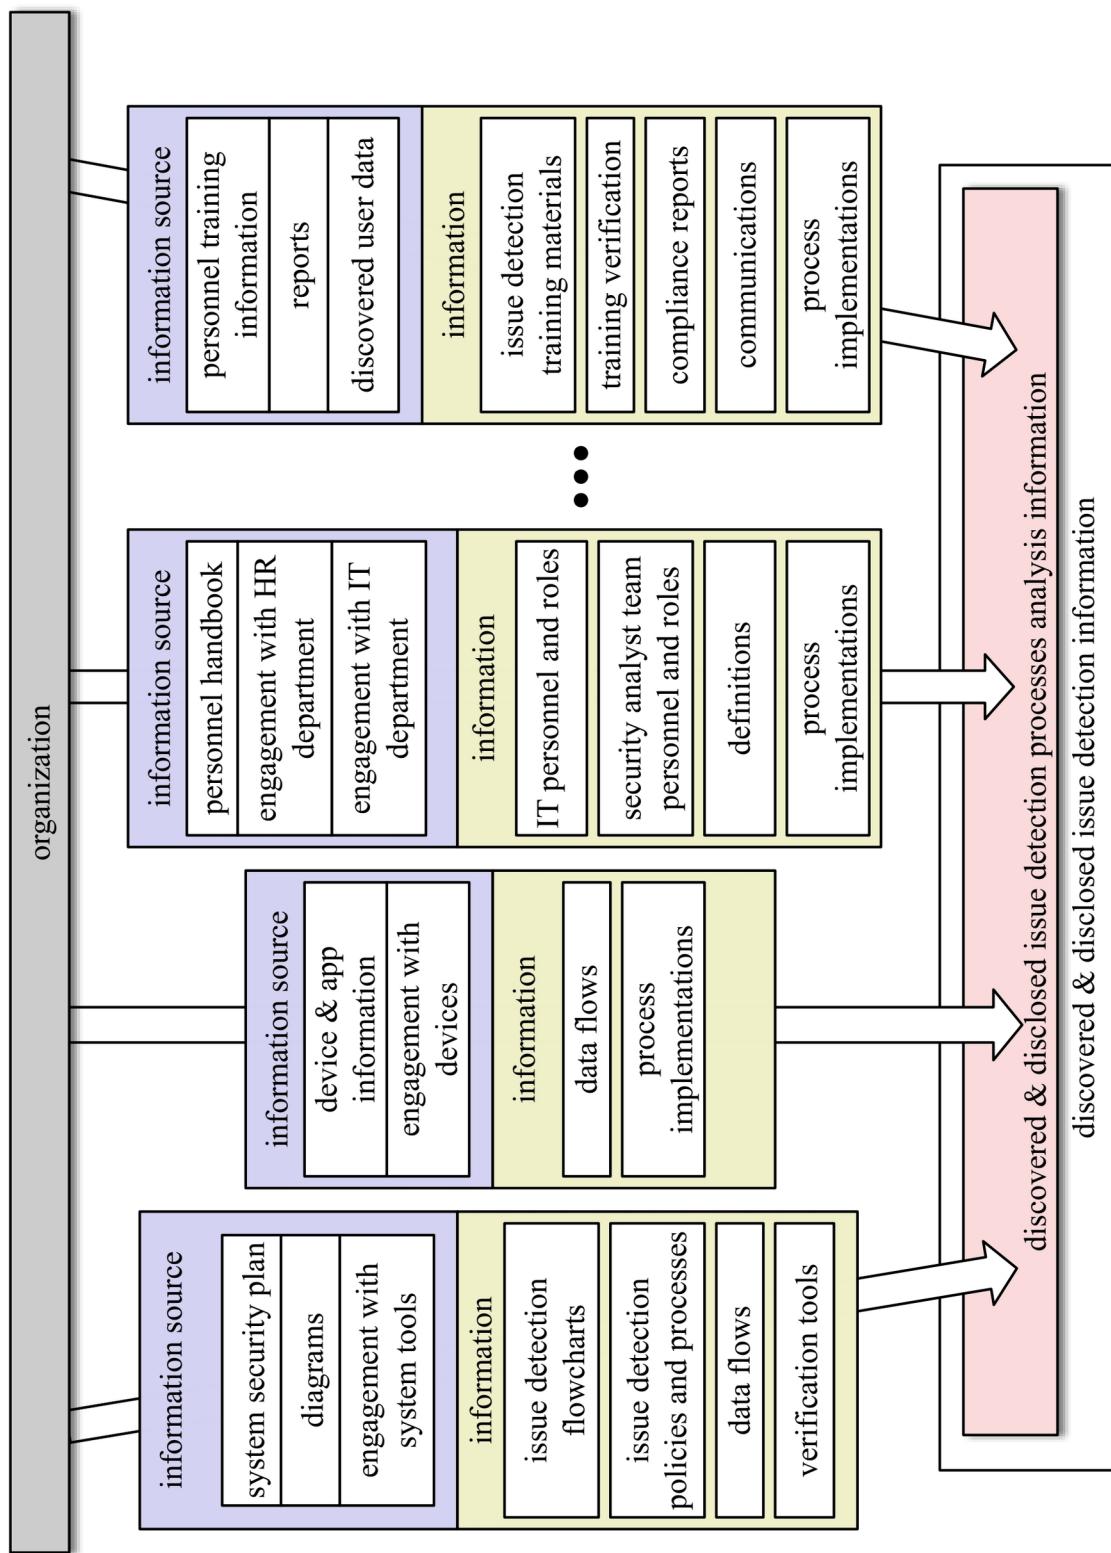 organization
information source
system security plan
diagrams
engagement with
system tools
information
issue detection
flowcharts
issue detection
policies and processes
data flows
verification tools
information source
device & app
information
engagement with
devices
information
data flows
process
implementations
information source
personnel handbook
engagement with HR
department
engagement with IT
department
information
IT personnel and roles
security analyst team
personnel and roles
definitions
process
implementations
information source
personnel training
information
reports
discovered user data
information
issue detection
training materials
training verification
compliance reports
communications
process
implementations
discovered & disclosed issue detection processes analysis information
discovered & disclosed issue detection information